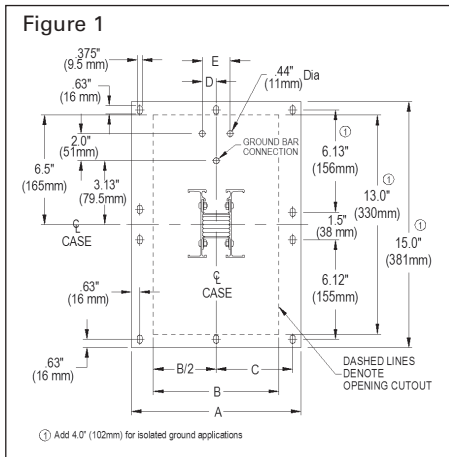 Figure 1
.375"
(9.5 mm)
E
D
.44" Dia
(11mm)
.63"
(16 mm)
2.0"
(51mm)
GROUND BAR
CONNECTION
①
6.13"
(156mm)
6.5"
(165mm)
3.13"
(79.5mm)
13.0" ①
(330mm)
1.5"
(38 mm)
15.0" ①
(381mm)
℄
CASE
℄
CASE
.63"
(16 mm)
6.12"
(155mm)
.63"
(16 mm)
B/2
C
DASHED LINES
DENOTE
OPENING CUTOUT
B
A
① Add 4.0" (102mm) for isolated ground applications